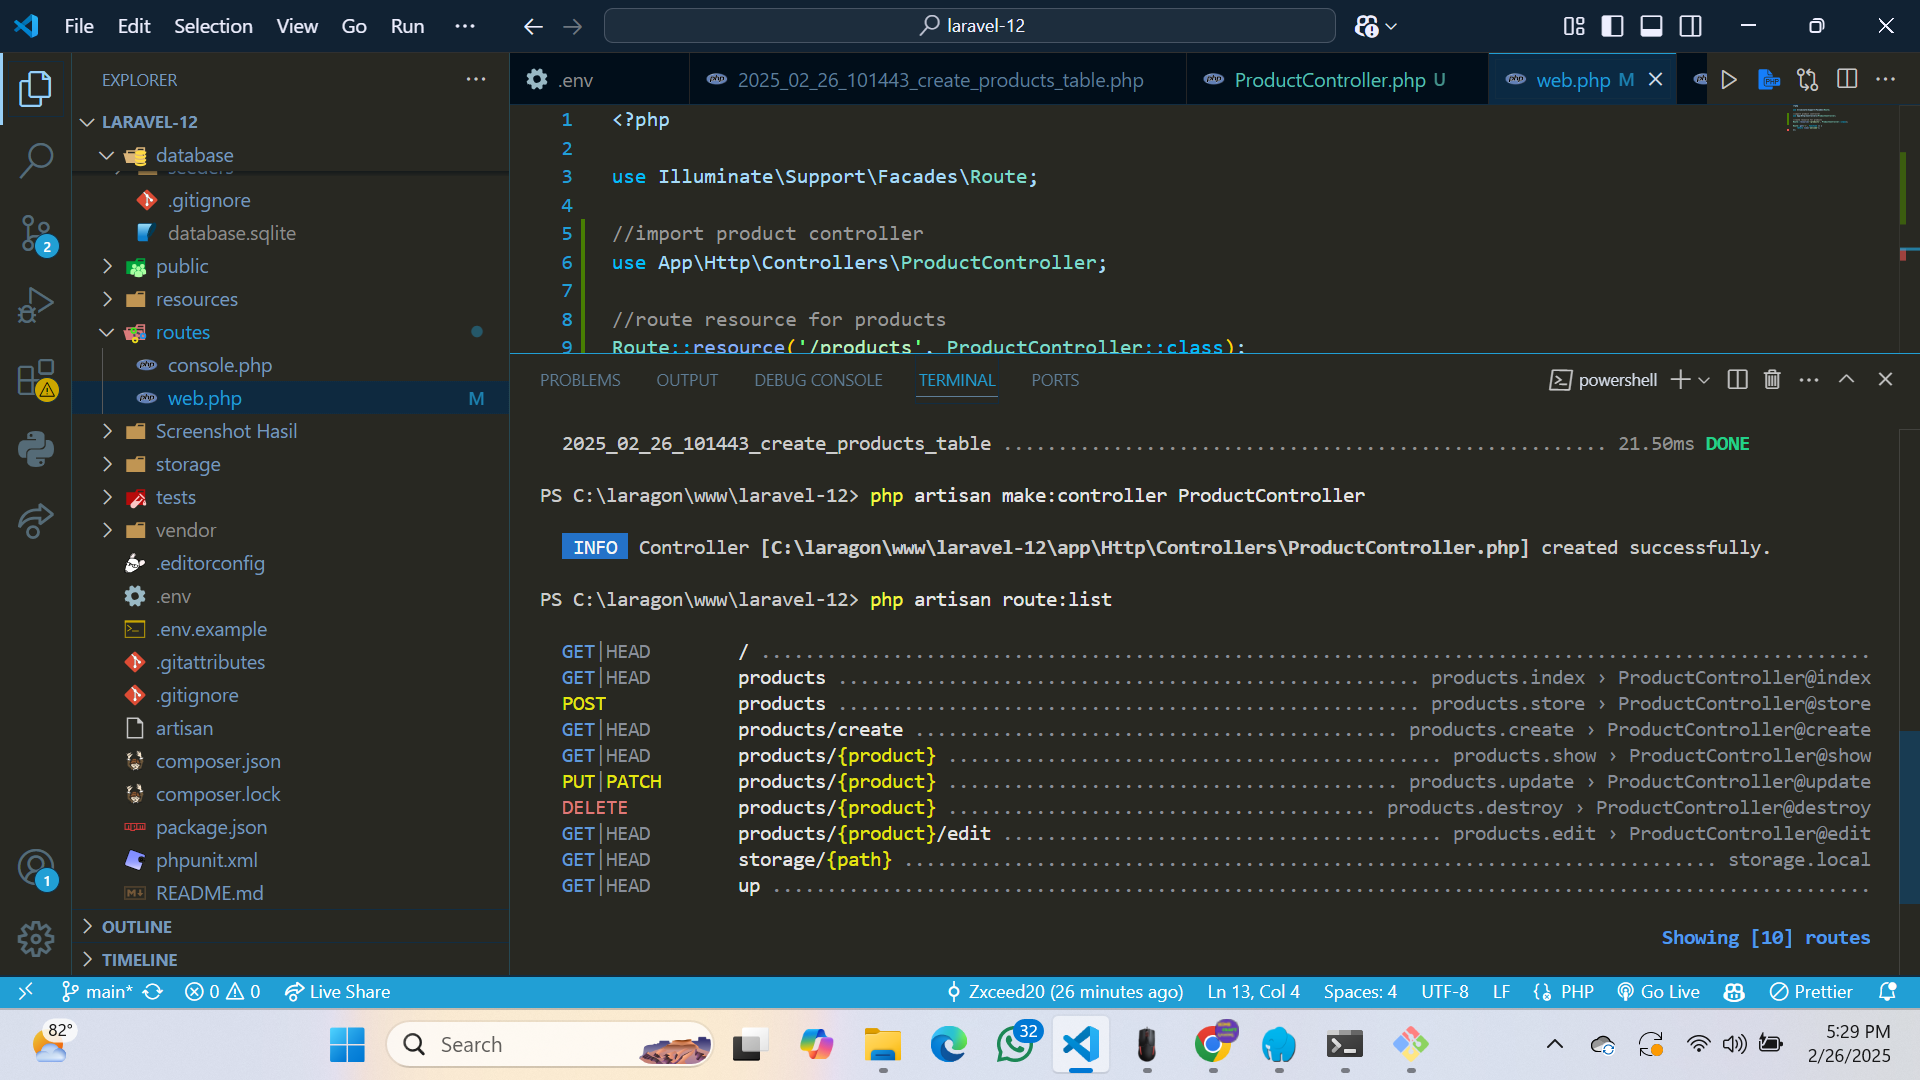 File Edit Selection View Go Run ··· laravel-12
EXPLORER ···
LARAVEL-12
database
seeders
.gitignore
database.sqlite
public
resources
routes
console.php
web.php M
Screenshot Hasil
storage
tests
vendor
.editorconfig
.env
.env.example
.gitattributes
.gitignore
artisan
composer.json
composer.lock
package.json
phpunit.xml
README.md
OUTLINE
TIMELINE
2
1
.env 2025_02_26_101443_create_products_table.php ProductController.php U web.php M
1 <?php
2
3 use Illuminate\Support\Facades\Route;
4
5 //import product controller
6 use App\Http\Controllers\ProductController;
7
8 //route resource for products
9 Route::resource('/products', ProductController::class);
PROBLEMS OUTPUT DEBUG CONSOLE TERMINAL PORTS powershell
2025_02_26_101443_create_products_table ....................................................... 21.50ms DONE
PS C:\laragon\www\laravel-12> php artisan make:controller ProductController
INFO Controller [C:\laragon\www\laravel-12\app\Http\Controllers\ProductController.php] created successfully.
PS C:\laragon\www\laravel-12> php artisan route:list
GET|HEAD / .....................................................................................................
GET|HEAD products ..................................................... products.index › ProductController@index
POST products ..................................................... products.store › ProductController@store
GET|HEAD products/create ............................................ products.create › ProductController@create
GET|HEAD products/{product} ............................................. products.show › ProductController@show
PUT|PATCH products/{product} ......................................... products.update › ProductController@update
DELETE products/{product} ....................................... products.destroy › ProductController@destroy
GET|HEAD products/{product}/edit ........................................ products.edit › ProductController@edit
GET|HEAD storage/{path} .......................................................................... storage.local
GET|HEAD up ....................................................................................................
Showing [10] routes
main* 0 0 Live Share Zxceed20 (26 minutes ago) Ln 13, Col 4 Spaces: 4 UTF-8 LF PHP Go Live Prettier
82° Search 32 5:29 PM
2/26/2025